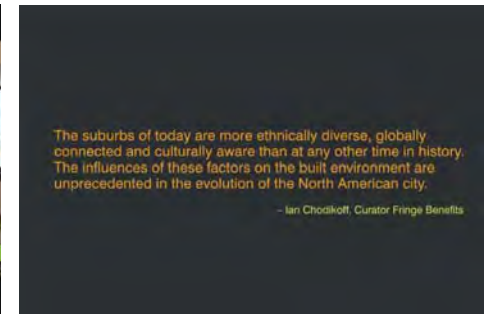 The suburbs of today are more ethnically diverse, globally
connected and culturally aware than at any other time in history.
The influences of these factors on the built environment are
unprecedented in the evolution of the North American city.
– Ian Chodikoff, Curator Fringe Benefits